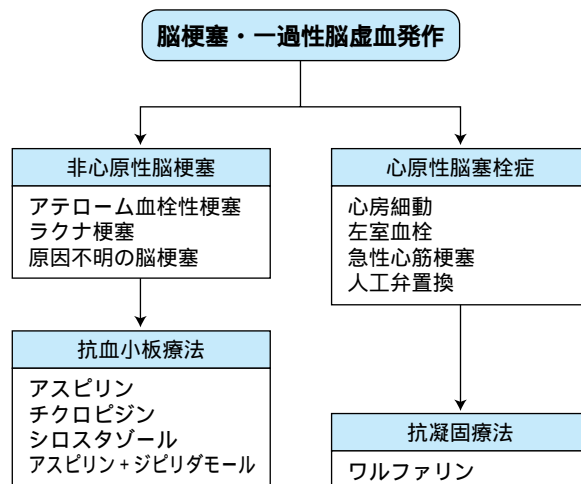 脳梗塞・一過性脳虚血発作
非心原性脳梗塞
アテローム血栓性梗塞
ラクナ梗塞
原因不明の脳梗塞
心原性脳塞栓症
心房細動
左室血栓
急性心筋梗塞
人工弁置換
抗血小板療法
アスピリン
チクロピジン
シロスタゾール
アスピリン+ジピリダモール
抗凝固療法
ワルファリン